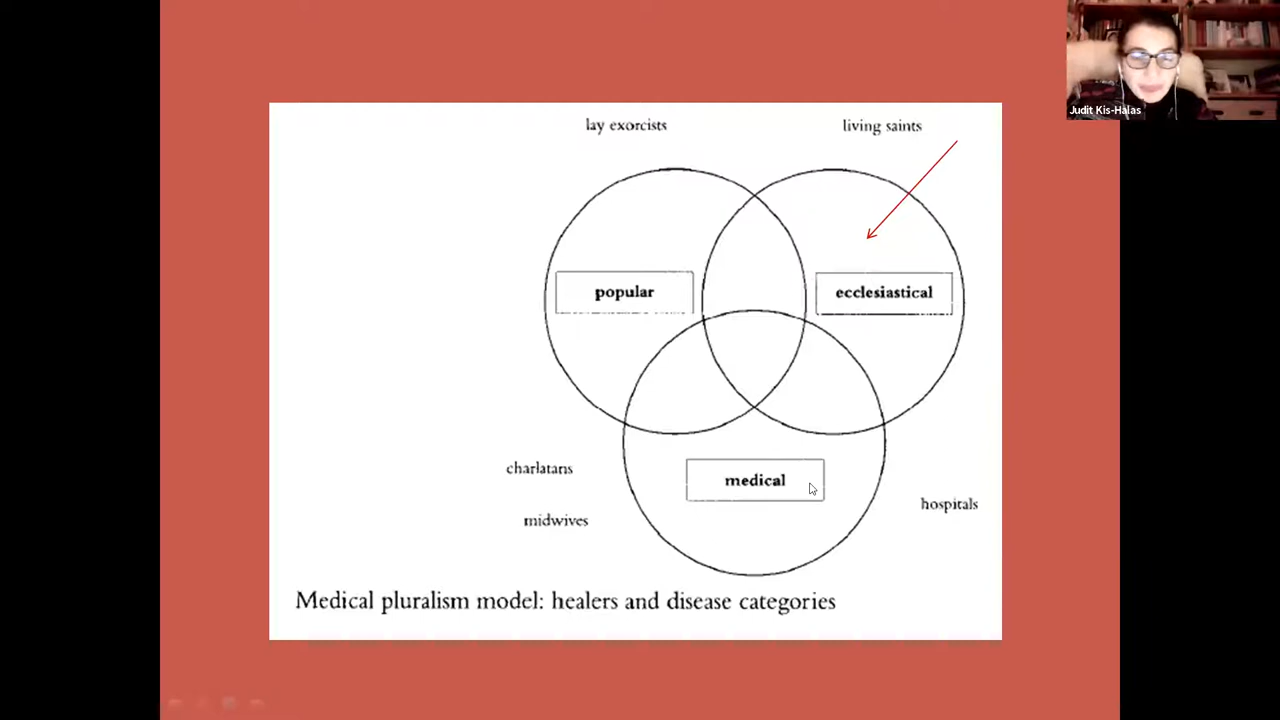 Judit Kis-Halas
lay exorcists
living saints
popular
ecclesiastical
charlatans
medical
midwives
hospitals
Medical pluralism model: healers and disease categories